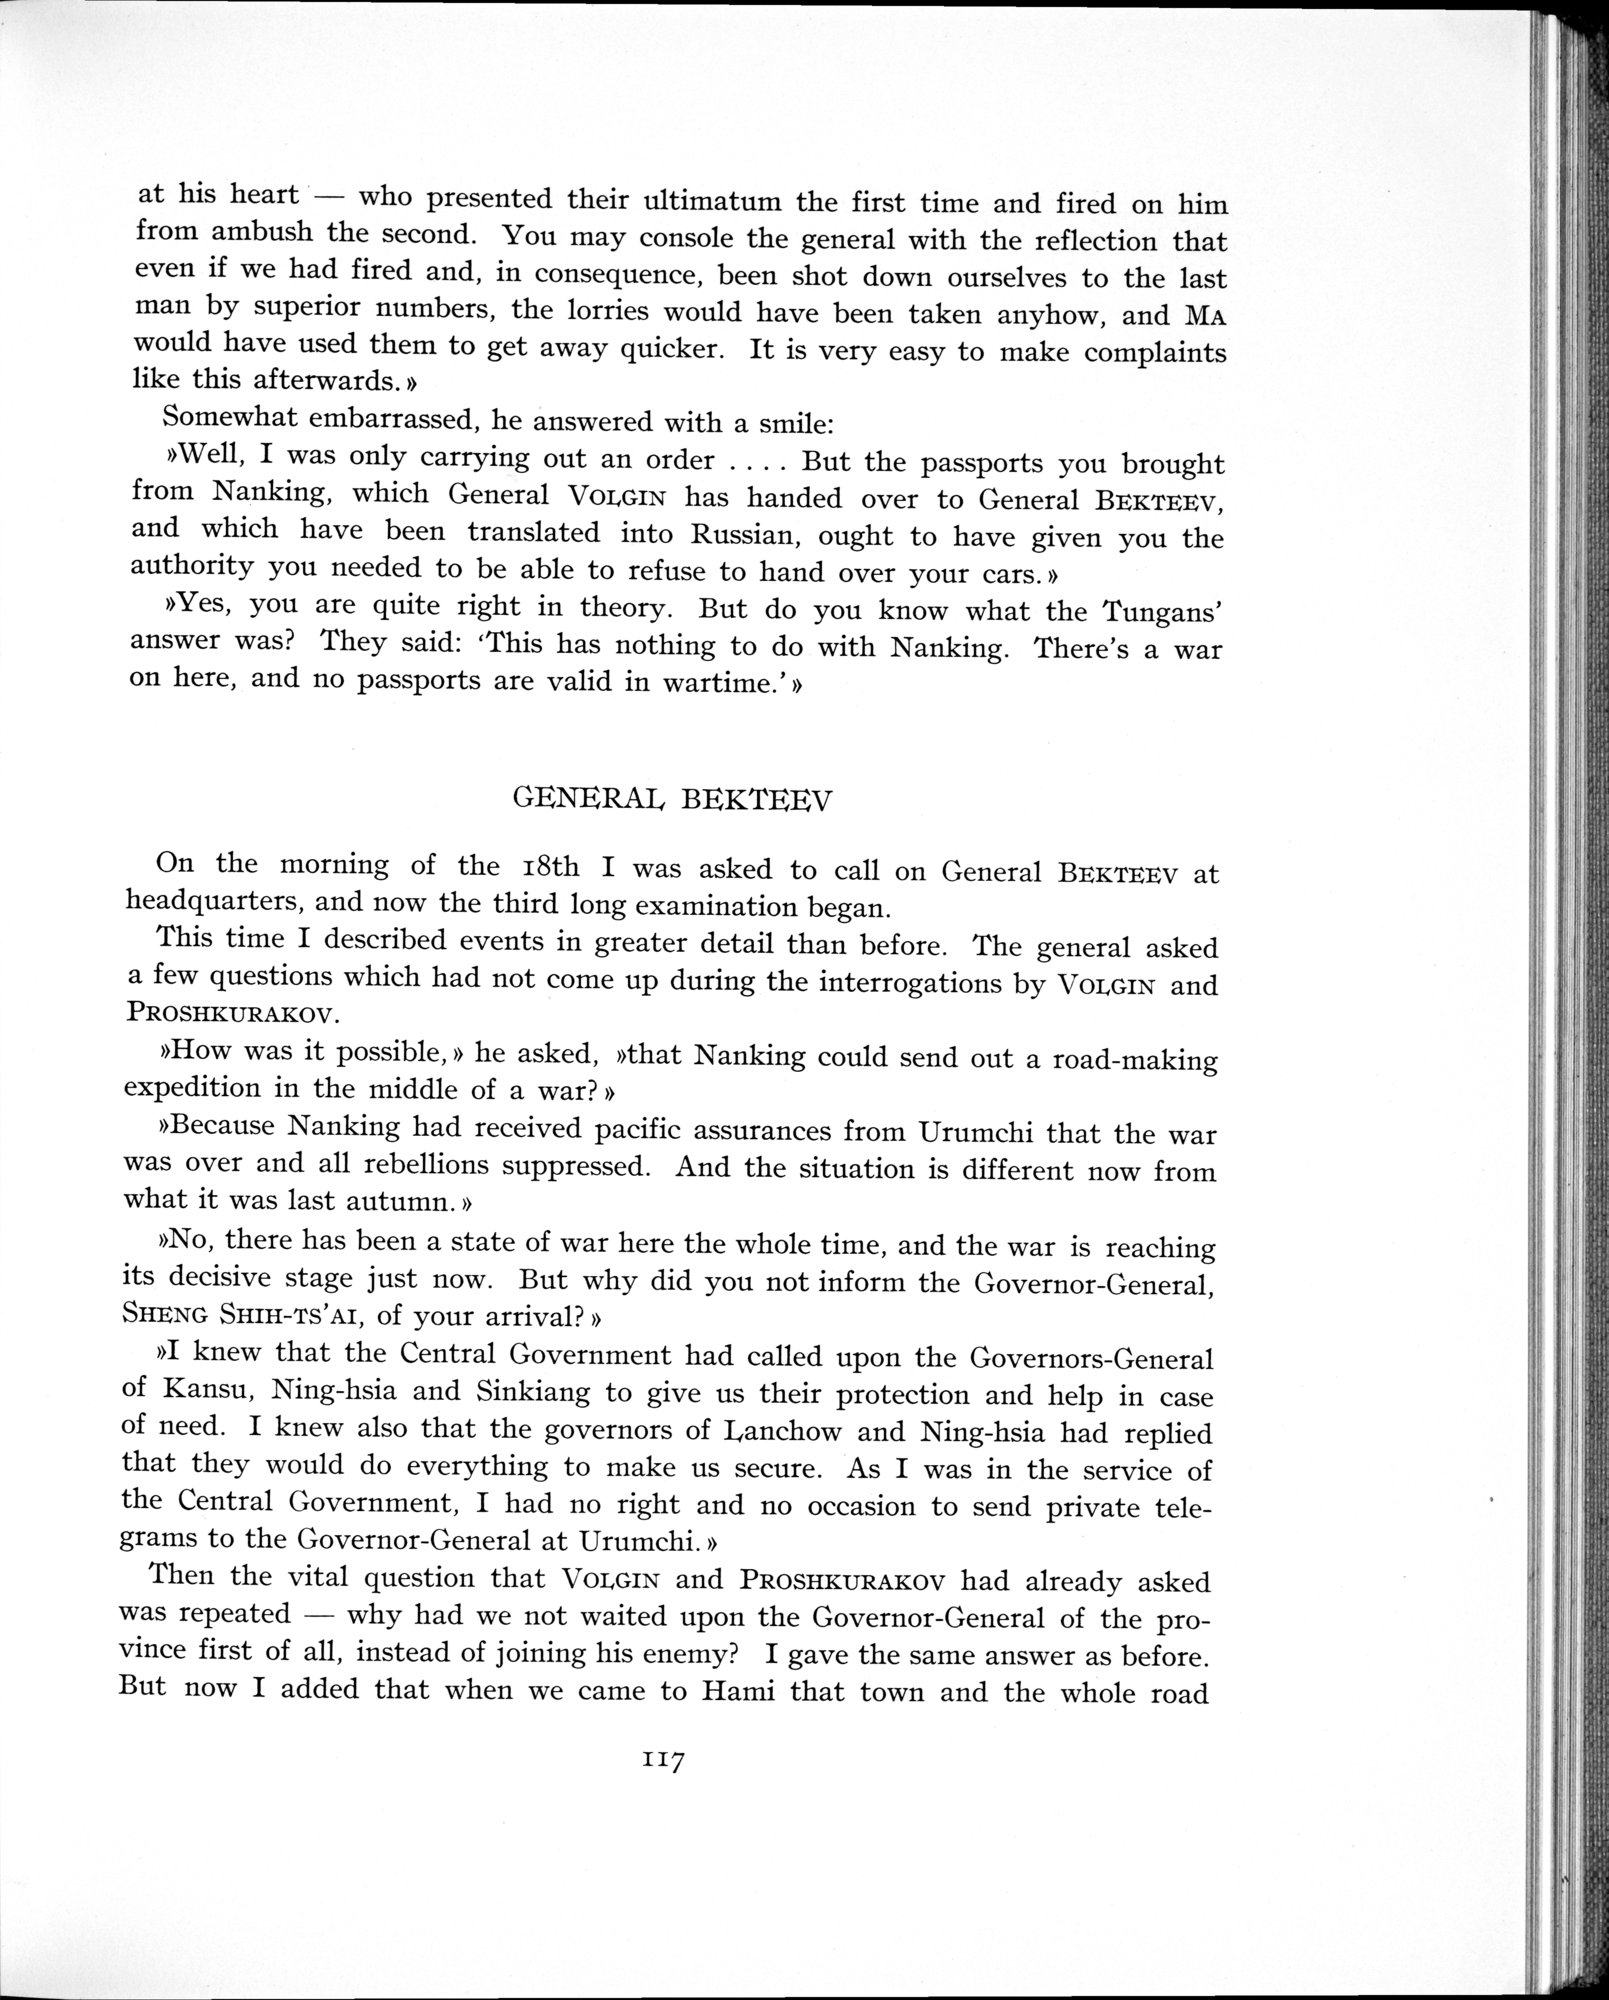 at his heart — who presented their ultimatum the first time and fired on him
from ambush the second. You may console the general with the reflection that
even if we had fired and, in consequence, been shot down ourselves to the last
man by superior numbers, the lorries would have been taken anyhow, and MA
would have used them to get away quicker. It is very easy to make complaints
like this afterwards.»
Somewhat embarrassed, he answered with a smile:
»Well, I was only carrying out an order .... But the passports you brought
from Nanking, which General VOLGIN has handed over to General BEKTEEV,
and which have been translated into Russian, ought to have given you the
authority you needed to be able to refuse to hand over your cars.»
»Yes, you are quite right in theory. But do you know what the Tungans’
answer was? They said: ‘This has nothing to do with Nanking. There’s a war
on here, and no passports are valid in wartime.’»
GENERAL BEKTEEV
On the morning of the 18th I was asked to call on General BEKTEEV at
headquarters, and now the third long examination began.
This time I described events in greater detail than before. The general asked
a few questions which had not come up during the interrogations by VOLGIN and
PROSHKURAKOV.
»How was it possible,» he asked, »that Nanking could send out a road-making
expedition in the middle of a war?»
»Because Nanking had received pacific assurances from Urumchi that the war
was over and all rebellions suppressed. And the situation is different now from
what it was last autumn.»
»No, there has been a state of war here the whole time, and the war is reaching
its decisive stage just now. But why did you not inform the Governor-General,
SHENG SHIH-TS’AI, of your arrival?»
»I knew that the Central Government had called upon the Governors-General
of Kansu, Ning-hsia and Sinkiang to give us their protection and help in case
of need. I knew also that the governors of Lanchow and Ning-hsia had replied
that they would do everything to make us secure. As I was in the service of
the Central Government, I had no right and no occasion to send private tele-
grams to the Governor-General at Urumchi.»
Then the vital question that VOLGIN and PROSHKURAKOV had already asked
was repeated — why had we not waited upon the Governor-General of the pro-
vince first of all, instead of joining his enemy? I gave the same answer as before.
But now I added that when we came to Hami that town and the whole road
117